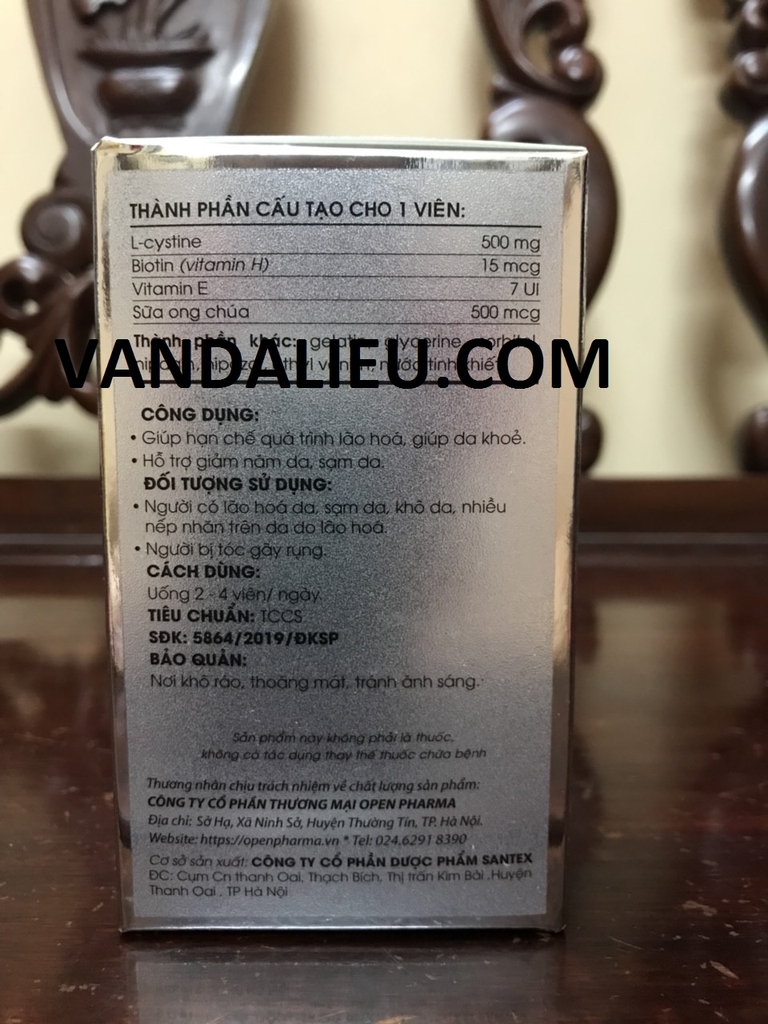 THÀNH PHẦN CẤU TẠO CHO 1 VIÊN:
L-cystine 500 mg
Biotin (vitamin H) 15 mcg
Vitamin E 7 UI
Sữa ong chúa 500 mcg
Thành phần khác: gelatin, glycerine, sorbitol,
VANDALIEU.COM
nước tinh khiết
CÔNG DỤNG:
• Giúp hạn chế quá trình lão hoá, giúp da khoẻ.
• Hỗ trợ giảm nám da, sạm da.
ĐỐI TƯỢNG SỬ DỤNG:
• Người có lão hoá da, sạm da, khô da, nhiều
nếp nhăn trên da do lão hoá.
• Người bị tóc gãy rụng.
CÁCH DÙNG:
Uống 2 - 4 viên/ ngày.
TIÊU CHUẨN: TCCS
SĐK: 5864/2019/ĐKSP
BẢO QUẢN:
Nơi khô ráo, thoáng mát, tránh ánh sáng.
Sản phẩm này không phải là thuốc,
không có tác dụng thay thế thuốc chữa bệnh
Thương nhân chịu trách nhiệm về chất lượng sản phẩm:
CÔNG TY CỔ PHẦN THƯƠNG MẠI OPEN PHARMA
Địa chỉ: Sở Hạ, Xã Ninh Sở, Huyện Thường Tín, TP. Hà Nội.
Website: https://openpharma.vn * Tel: 024.6291 8390
Cơ sở sản xuất: CÔNG TY CỔ PHẦN DƯỢC PHẨM SANTEX
ĐC: Cụm Cn thanh Oai, Thạch Bích, Thị trấn Kim Bài ,Huyện
Thanh Oai , TP Hà Nội